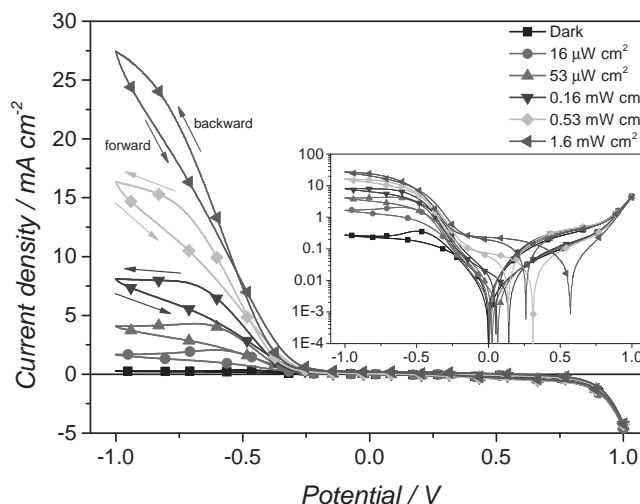 30
25
20
15
10
5
0
-5
-1.0
-0.5
0.0
0.5
1.0
Current density / mA cm⁻²
Potential / V
forward
backward
Dark
16 μW cm²
53 μW cm²
0.16 mW cm
0.53 mW cm
1.6 mW cm²
100
10
1
0.1
0.01
1E-3
1E-4
-1.0
-0.5
0.0
0.5
1.0